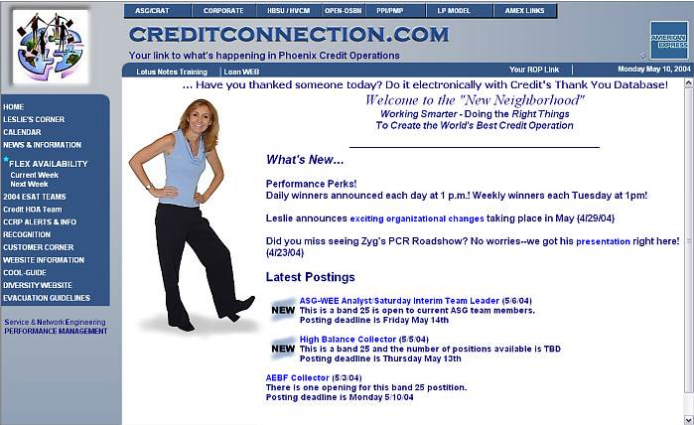 ASG/CRAT CORPORATE HBSU / HVCM OPEN-OSBN PPI/PMP LP MODEL AMEX LINKS
CREDITCONNECTION.COM
AMERICAN EXPRESS
Your link to what's happening in Phoenix Credit Operations
Lotus Notes Training | Loan WEB Your ROP Link | Monday May 10, 2004
... Have you thanked someone today? Do it electronically with Credit's Thank You Database!
Welcome to the "New Neighborhood"
Working Smarter - Doing the Right Things
To Create the World's Best Credit Operation
HOME
LESLIE'S CORNER
CALENDAR
NEWS & INFORMATION
*FLEX AVAILABILITY
Current Week
Next Week
2004 ESAT TEAMS
Credit HOA Team
CCRP ALERTS & INFO
RECOGNITION
CUSTOMER CORNER
WEBSITE INFORMATION
COOL-GUIDE
DIVERSITY WEBSITE
EVACUATION GUIDELINES
Service & Network Engineering
PERFORMANCE MANAGEMENT
What's New...
Performance Perks!
Daily winners announced each day at 1 p.m.! Weekly winners each Tuesday at 1pm!
Leslie announces exciting organizational changes taking place in May (4/29/04)
Did you miss seeing Zyg's PCR Roadshow? No worries--we got his presentation right here!
(4/23/04)
Latest Postings
ASG-WEE Analyst/Saturday Interim Team Leader (5/6/04)
NEW This is a band 25 is open to current ASG team members.
Posting deadline is Friday May 14th
High Balance Collector (5/5/04)
NEW This is a band 25 and the number of positions available is TBD
Posting deadline is Thursday May 13th
AEBF Collector (5/3/04)
There is one opening for this band 25 postition.
Posting deadline is Monday 5/10/04